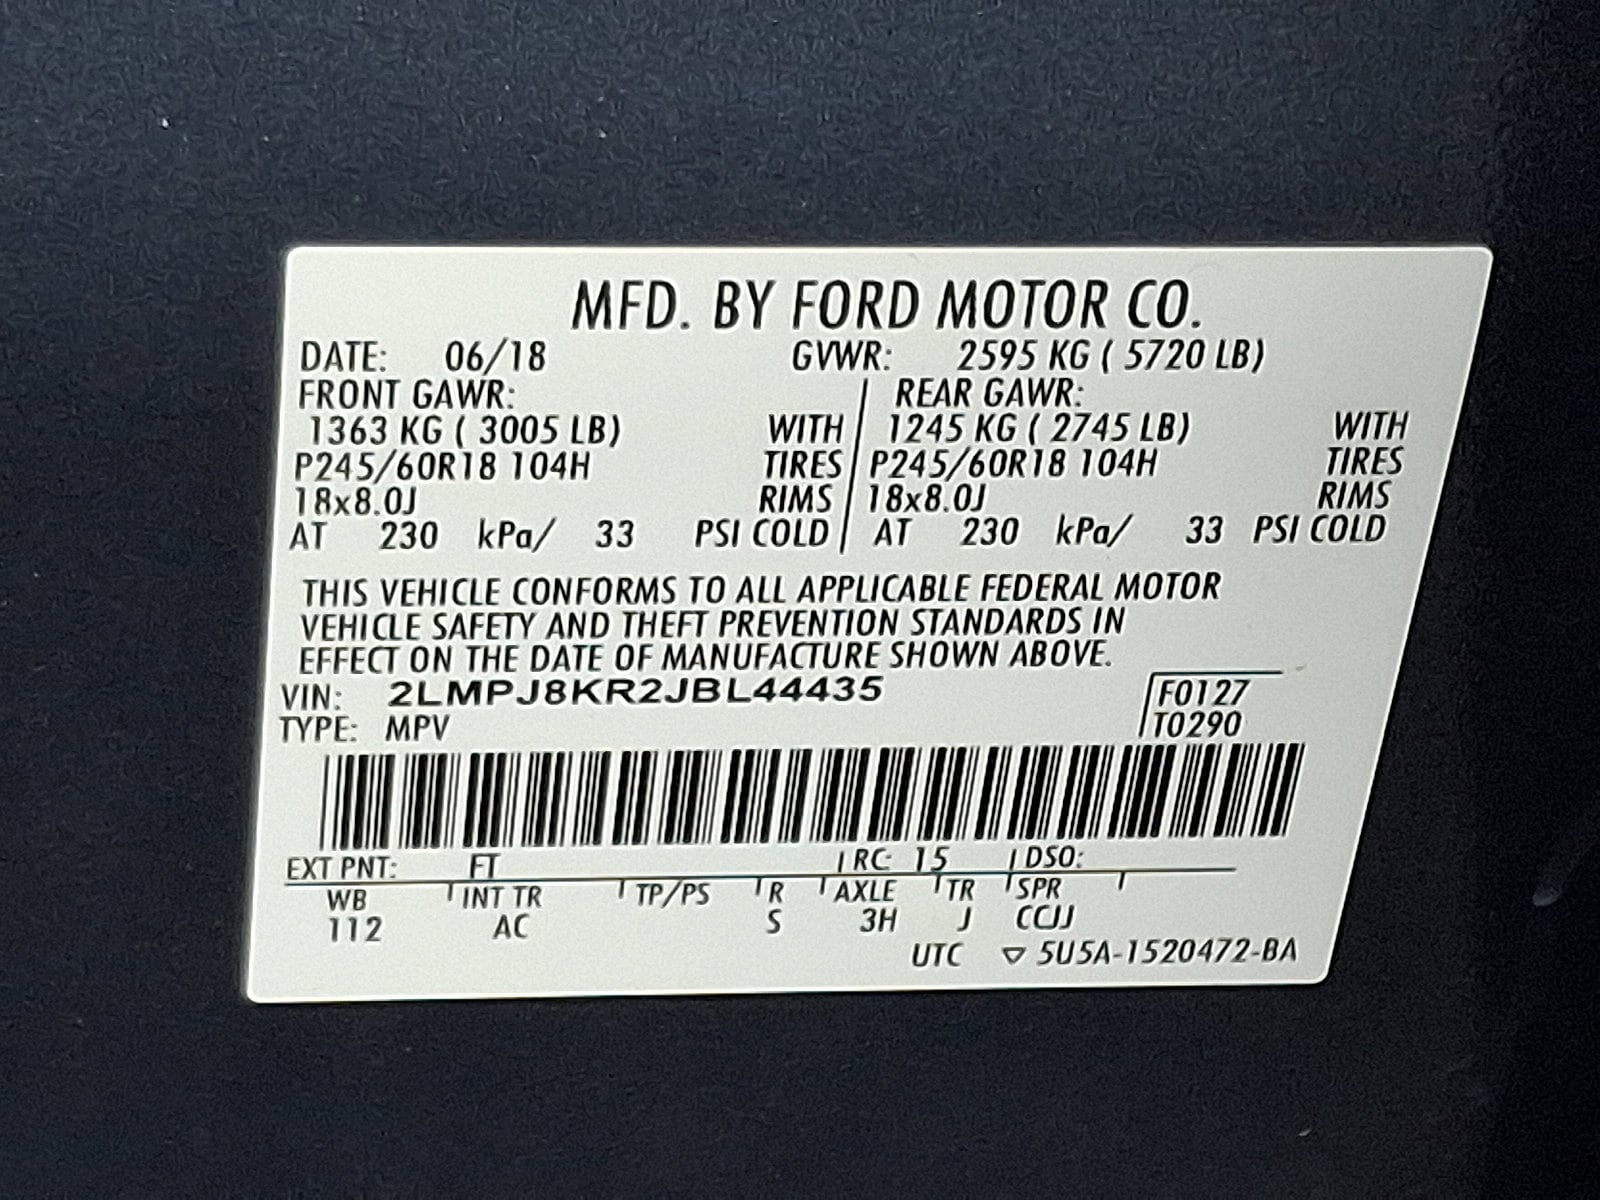 MFD. BY FORD MOTOR CO.
DATE: 06/18 GVWR: 2595 KG ( 5720 LB)
FRONT GAWR: REAR GAWR:
1363 KG ( 3005 LB) WITH 1245 KG ( 2745 LB) WITH
P245/60R18 104H TIRES P245/60R18 104H TIRES
18x8.0J RIMS 18x8.0J RIMS
AT 230 kPa/ 33 PSI COLD AT 230 kPa/ 33 PSI COLD
THIS VEHICLE CONFORMS TO ALL APPLICABLE FEDERAL MOTOR
VEHICLE SAFETY AND THEFT PREVENTION STANDARDS IN
EFFECT ON THE DATE OF MANUFACTURE SHOWN ABOVE.
VIN: 2LMPJ8KR2JBL44435 F0127
TYPE: MPV T0290
EXT PNT: FT RC: 15 DSO:
WB INT TR TP/PS R AXLE TR SPR
112 AC S 3H J CCJJ
UTC ▽ 5U5A-1520472-BA